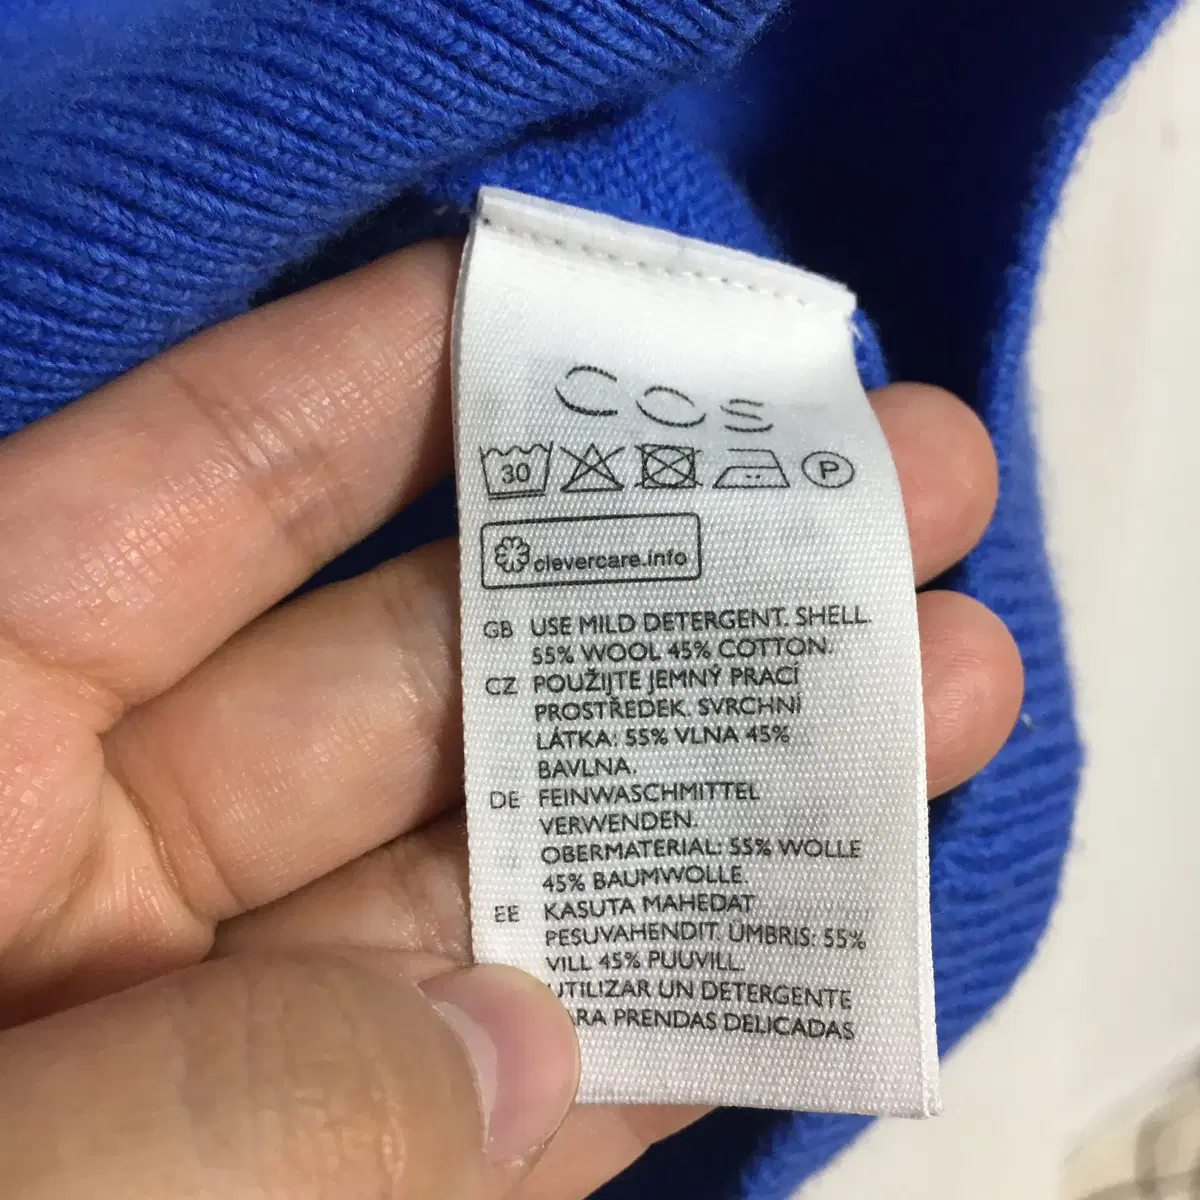 COS
30
P
clevercare.info
GB USE MILD DETERGENT. SHELL:
55% WOOL 45% COTTON.
CZ POUŽIJTE JEMNÝ PRACÍ
PROSTŘEDEK. SVRCHNÍ
LÁTKA: 55% VLNA 45%
BAVLNA.
DE FEINWASCHMITTEL
VERWENDEN.
OBERMATERIAL: 55% WOLLE
45% BAUMWOLLE.
EE KASUTA MAHEDAT
PESUVAHENDIT. ÜMBRIS: 55%
VILL 45% PUUVILL.
UTILIZAR UN DETERGENTE
PRENDAS DELICADAS